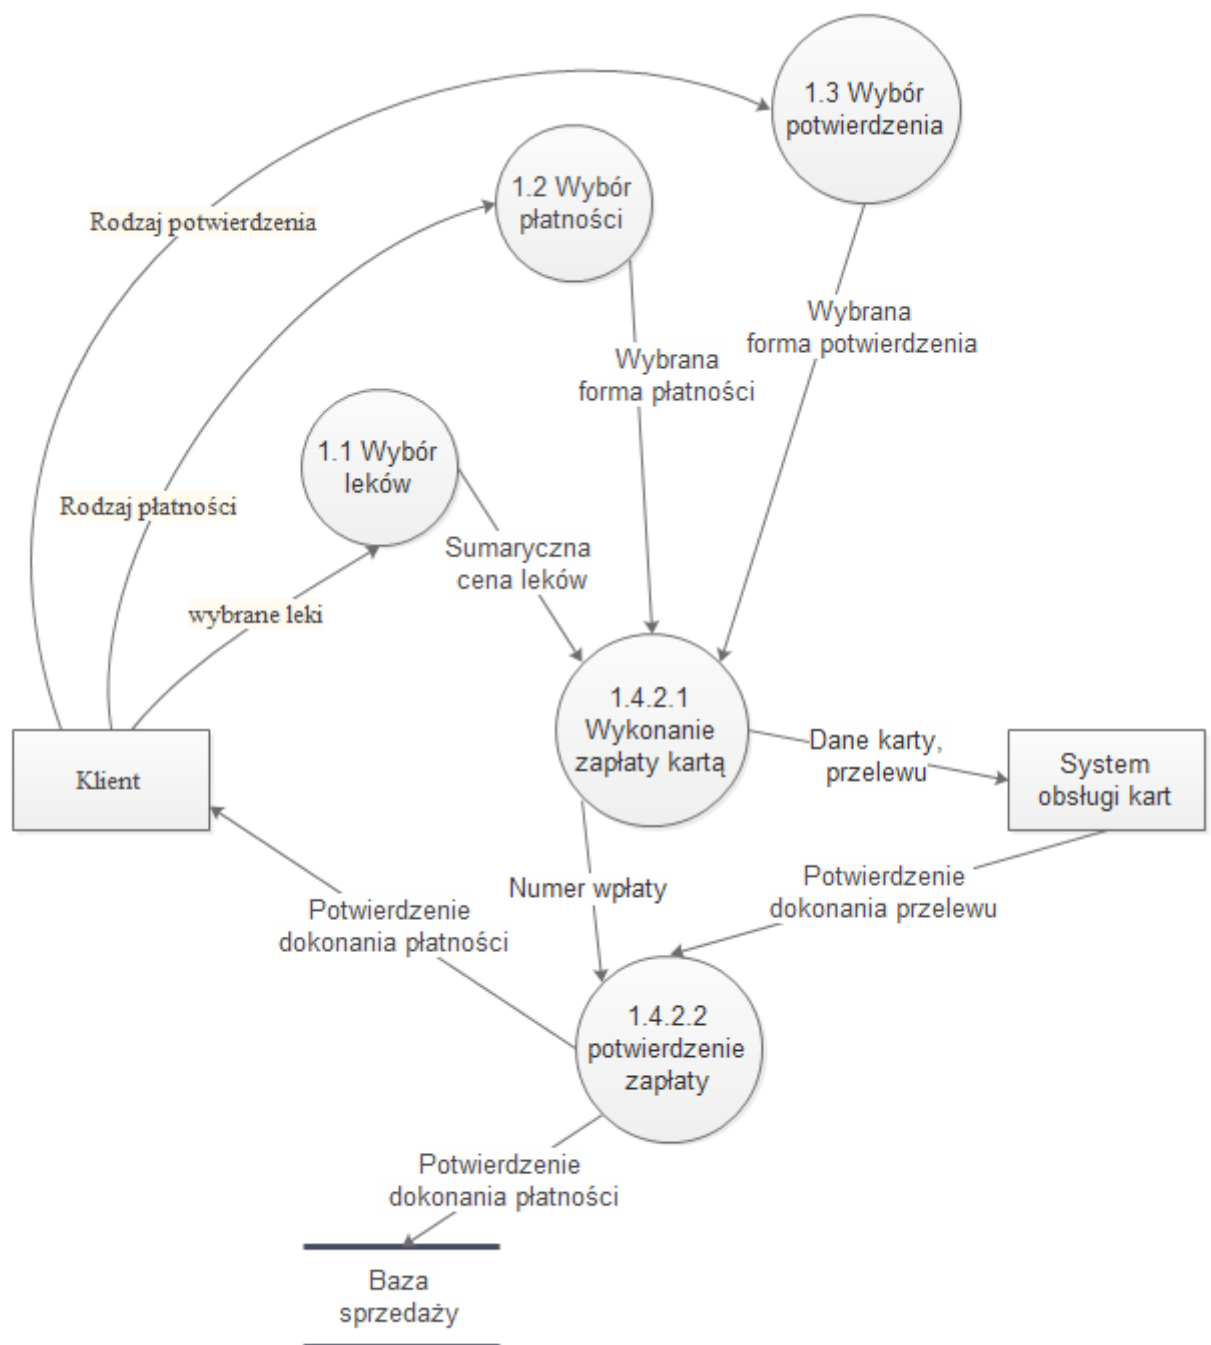 1.3 Wybór
potwierdzenia
1.2 Wybór
płatności
Rodzaj potwierdzenia
Wybrana
forma potwierdzenia
Wybrana
forma płatności
1.1 Wybór
leków
Rodzaj płatności
Sumaryczna
cena leków
wybrane leki
1.4.2.1
Wykonanie
zapłaty kartą
Dane karty,
przelewu
System
obsługi kart
Klient
Numer wpłaty
Potwierdzenie
dokonania przelewu
Potwierdzenie
dokonania płatności
1.4.2.2
potwierdzenie
zapłaty
Potwierdzenie
dokonania płatności
Baza
sprzedaży